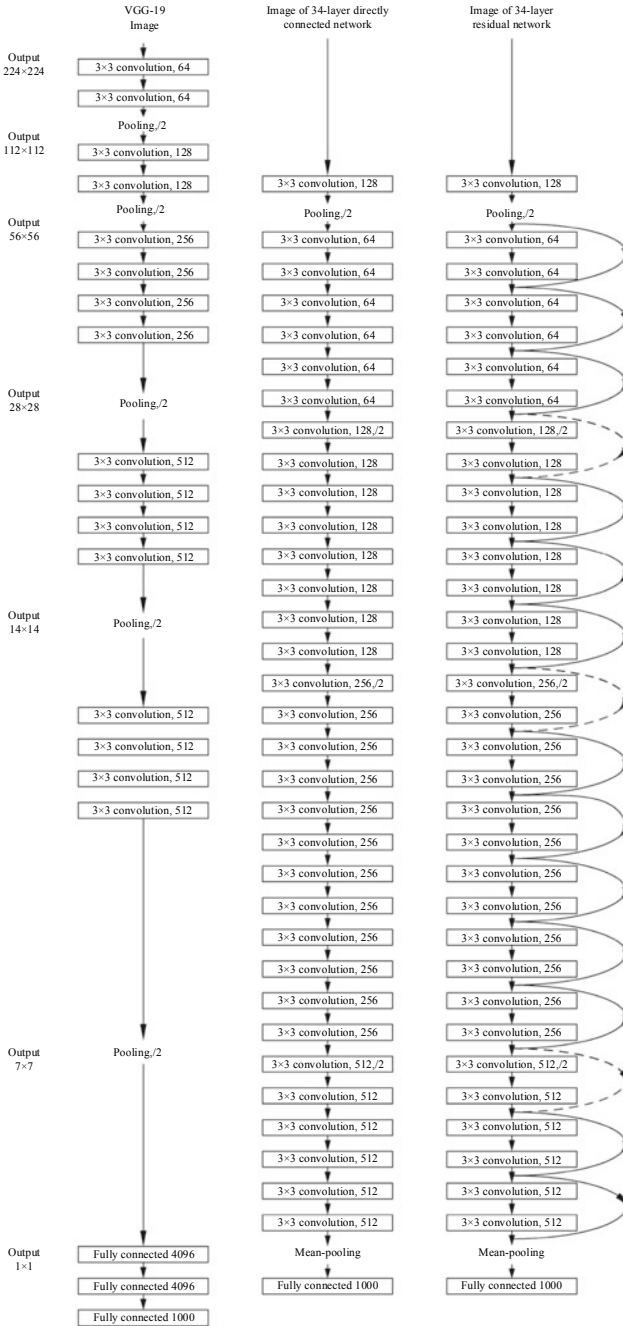 Output
224×224
Output
112×112
Output
56×56
Output
28×28
Output
14×14
Output
7×7
Output
1×1
VGG-19
Image
3×3 convolution, 64
3×3 convolution, 64
Pooling,/2
3×3 convolution, 128
3×3 convolution, 128
Pooling,/2
3×3 convolution, 256
3×3 convolution, 256
3×3 convolution, 256
3×3 convolution, 256
Pooling,/2
3×3 convolution, 512
3×3 convolution, 512
3×3 convolution, 512
3×3 convolution, 512
Pooling,/2
3×3 convolution, 512
3×3 convolution, 512
3×3 convolution, 512
3×3 convolution, 512
Pooling,/2
Fully connected 4096
Fully connected 4096
Fully connected 1000
Image of 34-layer directly
connected network
3×3 convolution, 128
Pooling,/2
3×3 convolution, 64
3×3 convolution, 64
3×3 convolution, 64
3×3 convolution, 64
3×3 convolution, 64
3×3 convolution, 64
3×3 convolution, 128,/2
3×3 convolution, 128
3×3 convolution, 128
3×3 convolution, 128
3×3 convolution, 128
3×3 convolution, 128
3×3 convolution, 128
3×3 convolution, 128
3×3 convolution, 256,/2
3×3 convolution, 256
3×3 convolution, 256
3×3 convolution, 256
3×3 convolution, 256
3×3 convolution, 256
3×3 convolution, 256
3×3 convolution, 256
3×3 convolution, 256
3×3 convolution, 256
3×3 convolution, 256
3×3 convolution, 256
3×3 convolution, 512,/2
3×3 convolution, 512
3×3 convolution, 512
3×3 convolution, 512
3×3 convolution, 512
3×3 convolution, 512
Mean-pooling
Fully connected 1000
Image of 34-layer
residual network
3×3 convolution, 128
Pooling,/2
3×3 convolution, 64
3×3 convolution, 64
3×3 convolution, 64
3×3 convolution, 64
3×3 convolution, 64
3×3 convolution, 64
3×3 convolution, 128,/2
3×3 convolution, 128
3×3 convolution, 128
3×3 convolution, 128
3×3 convolution, 128
3×3 convolution, 128
3×3 convolution, 128
3×3 convolution, 128
3×3 convolution, 256,/2
3×3 convolution, 256
3×3 convolution, 256
3×3 convolution, 256
3×3 convolution, 256
3×3 convolution, 256
3×3 convolution, 256
3×3 convolution, 256
3×3 convolution, 256
3×3 convolution, 256
3×3 convolution, 256
3×3 convolution, 256
3×3 convolution, 512,/2
3×3 convolution, 512
3×3 convolution, 512
3×3 convolution, 512
3×3 convolution, 512
3×3 convolution, 512
Mean-pooling
Fully connected 1000